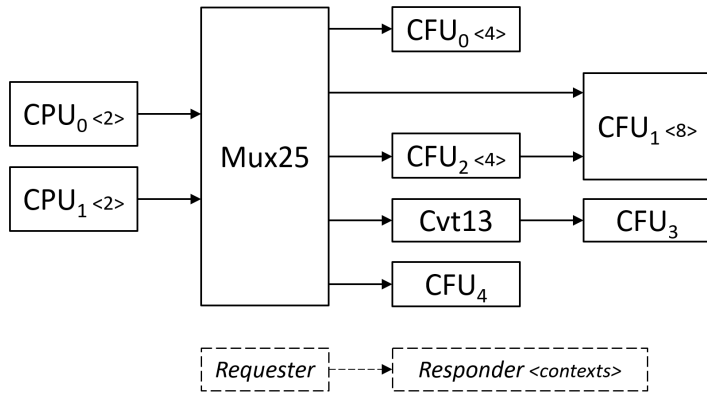 CFU₀ <4>
CPU₀ <2>
CPU₁ <2>
Mux25
CFU₁ <8>
CFU₂ <4>
Cvt13
CFU₃
CFU₄
Requester
Responder <contexts>